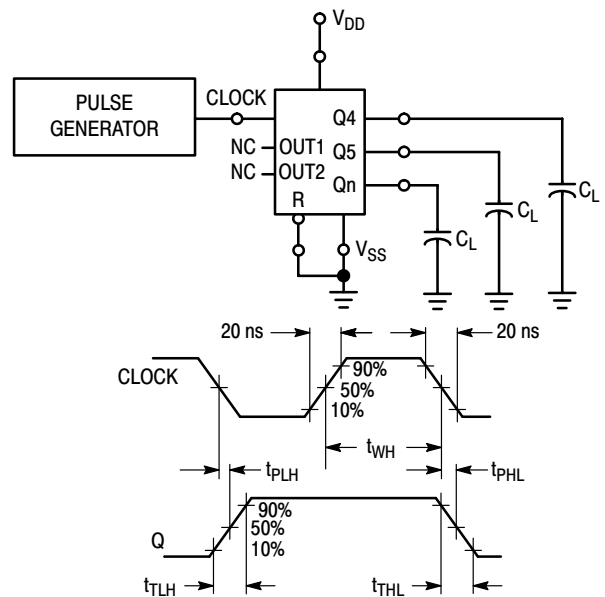 V_DD
PULSE GENERATOR
CLOCK
Q4
NC OUT1
Q5
NC OUT2
Qn
R
C_L
C_L
C_L
V_SS
20 ns
20 ns
CLOCK
90%
50%
10%
t_WH
t_PLH
t_PHL
Q
90%
50%
10%
t_TLH
t_THL